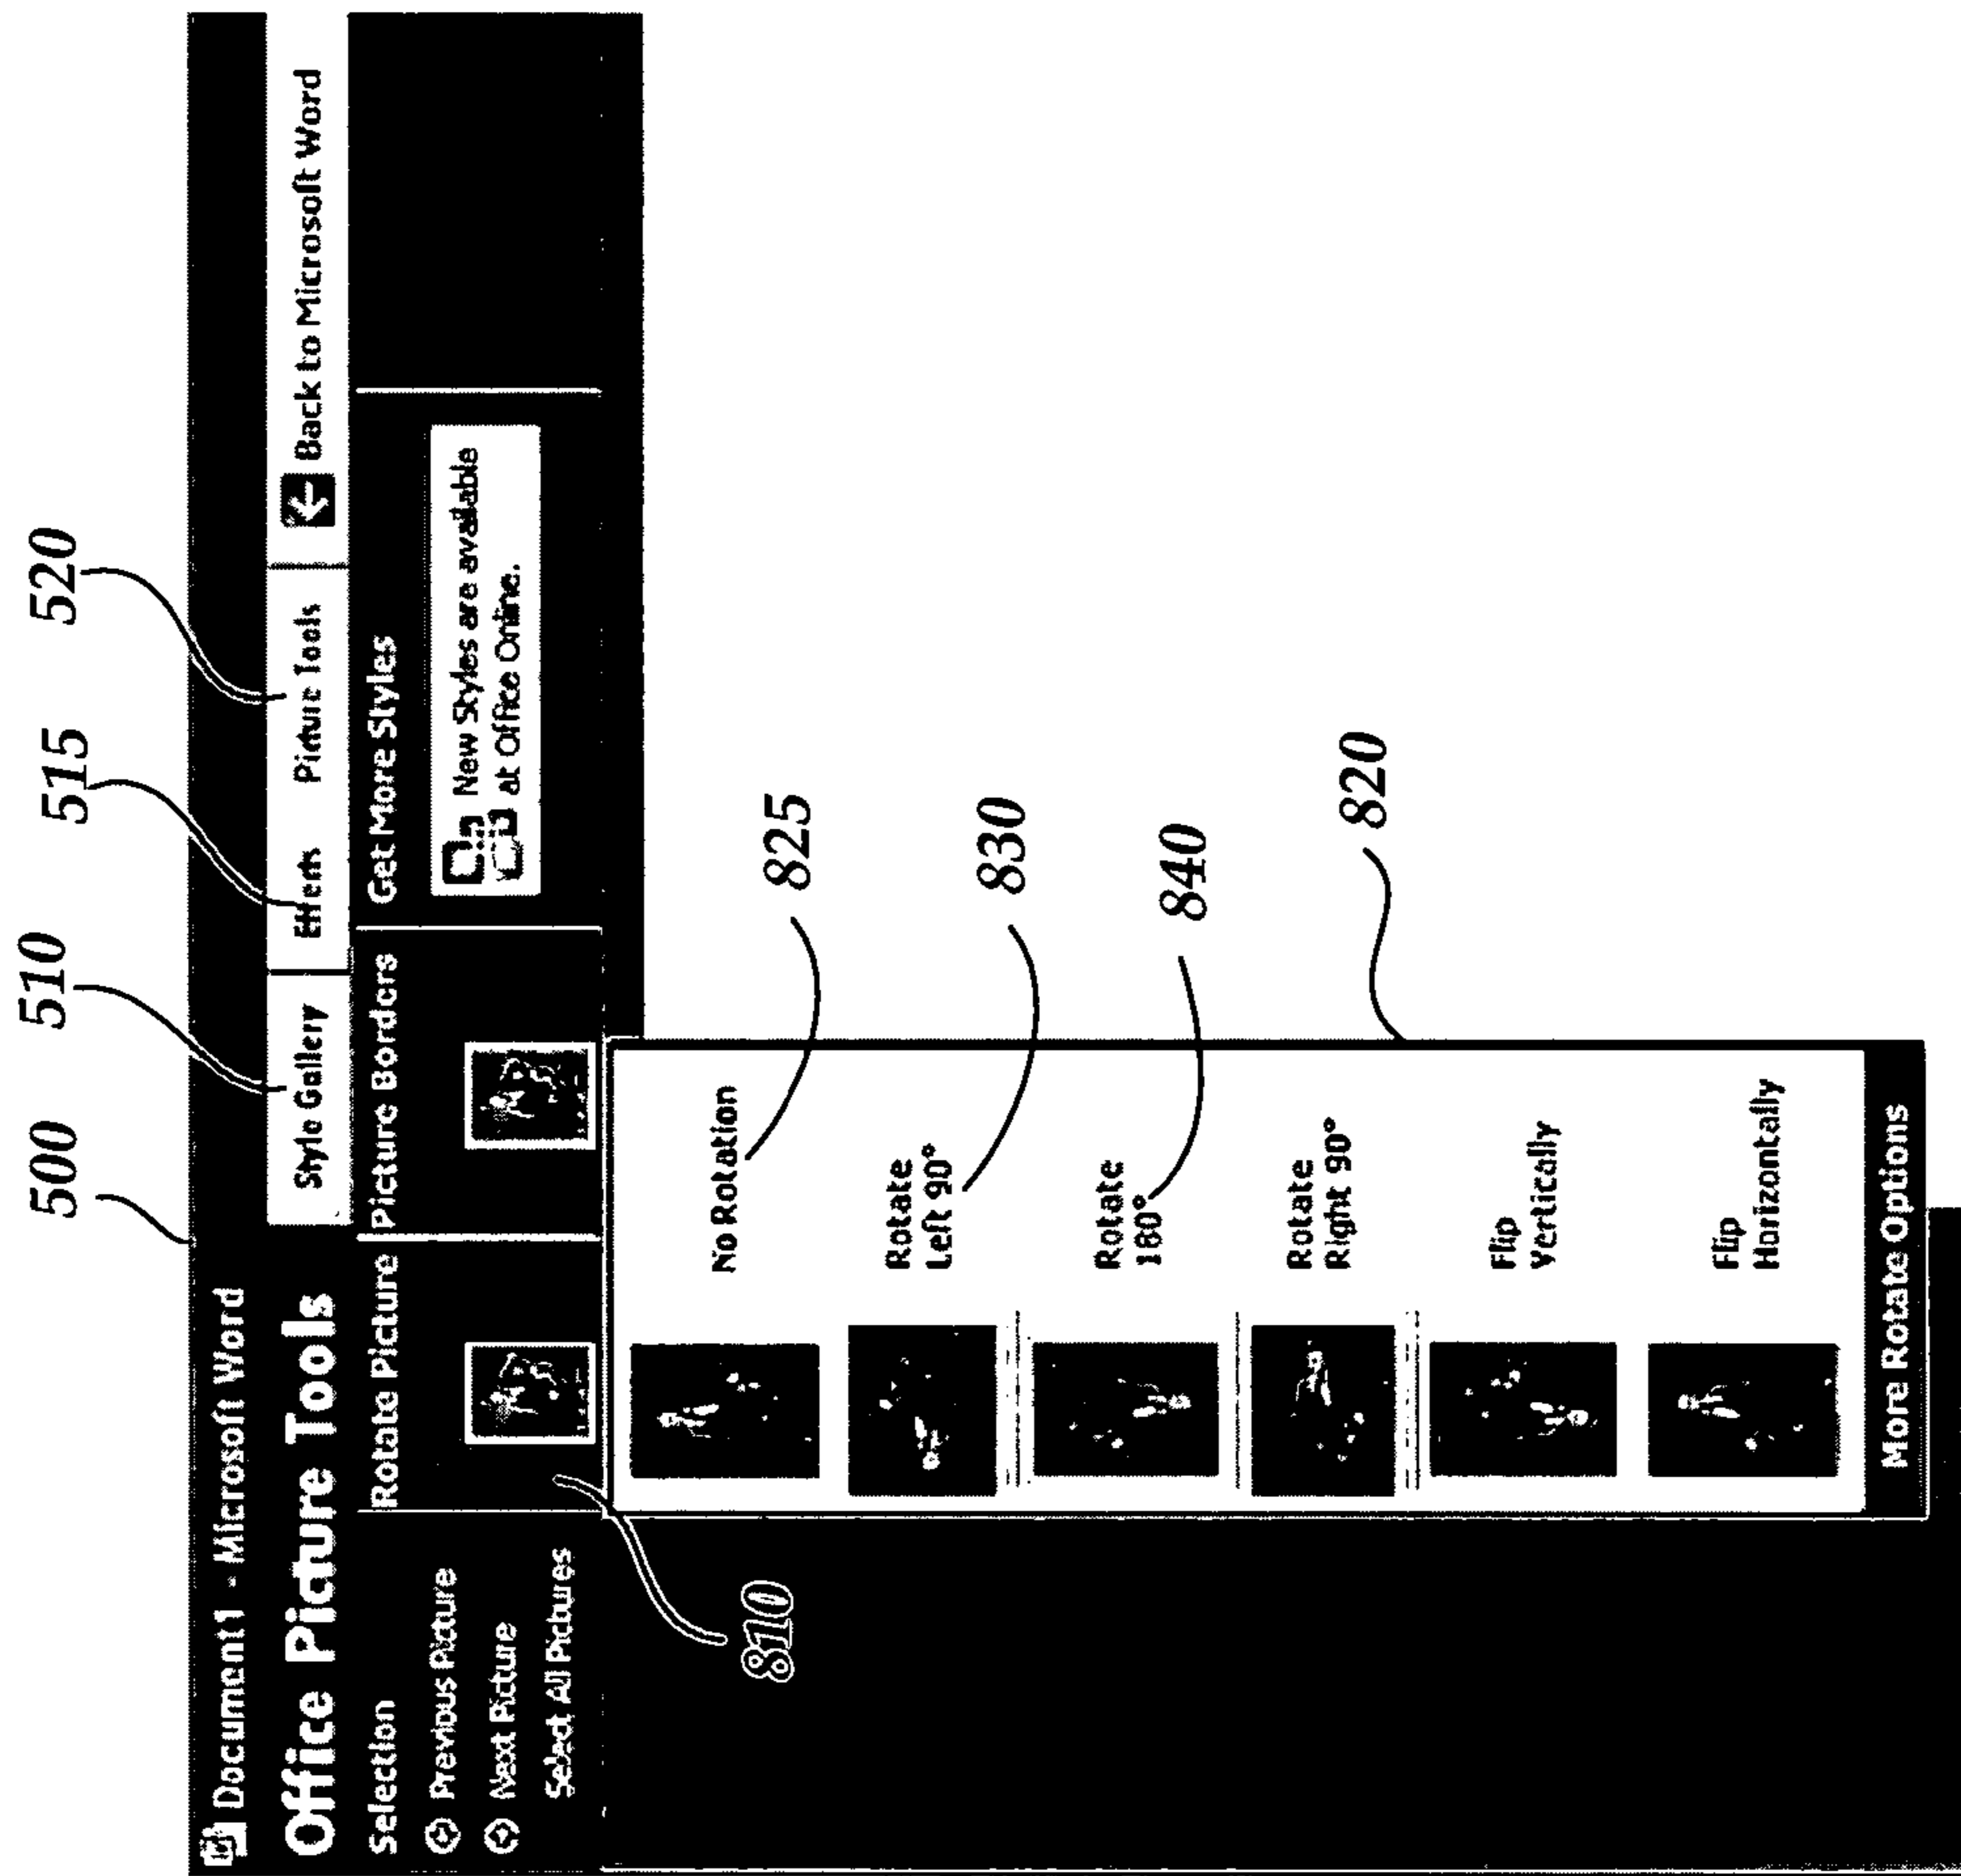 500
510
515
520
Document1 - Microsoft Word
Office Picture Tools
Style Gallery
Effects
Picture Tools
Back to Microsoft Word
Selection
Previous Picture
Next Picture
Select All Pictures
Rotate Picture
Picture Borders
Get More Styles
New Styles are available
at Office Online.
810
No Rotation
825
Rotate
Left 90°
830
Rotate
180°
840
Rotate
Right 90°
820
Flip
Vertically
Flip
Horizontally
More Rotate Options